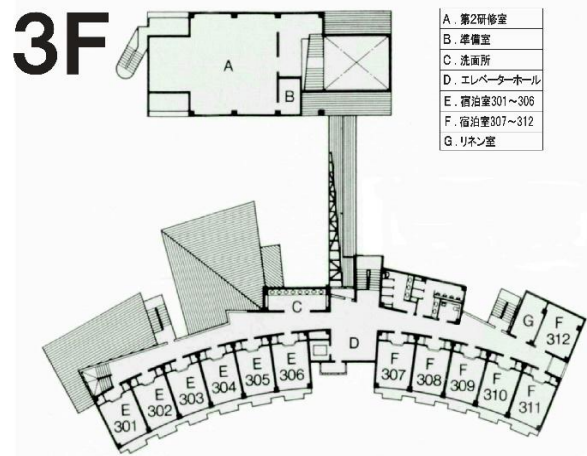 3F
A．第2研修室
B．準備室
C．洗面所
D．エレベーターホール
E．宿泊室301～306
F．宿泊室307～312
G．リネン室
A
B
C
D
G
F
312
E
301
E
302
E
303
E
304
E
305
E
306
F
307
F
308
F
309
F
310
F
311